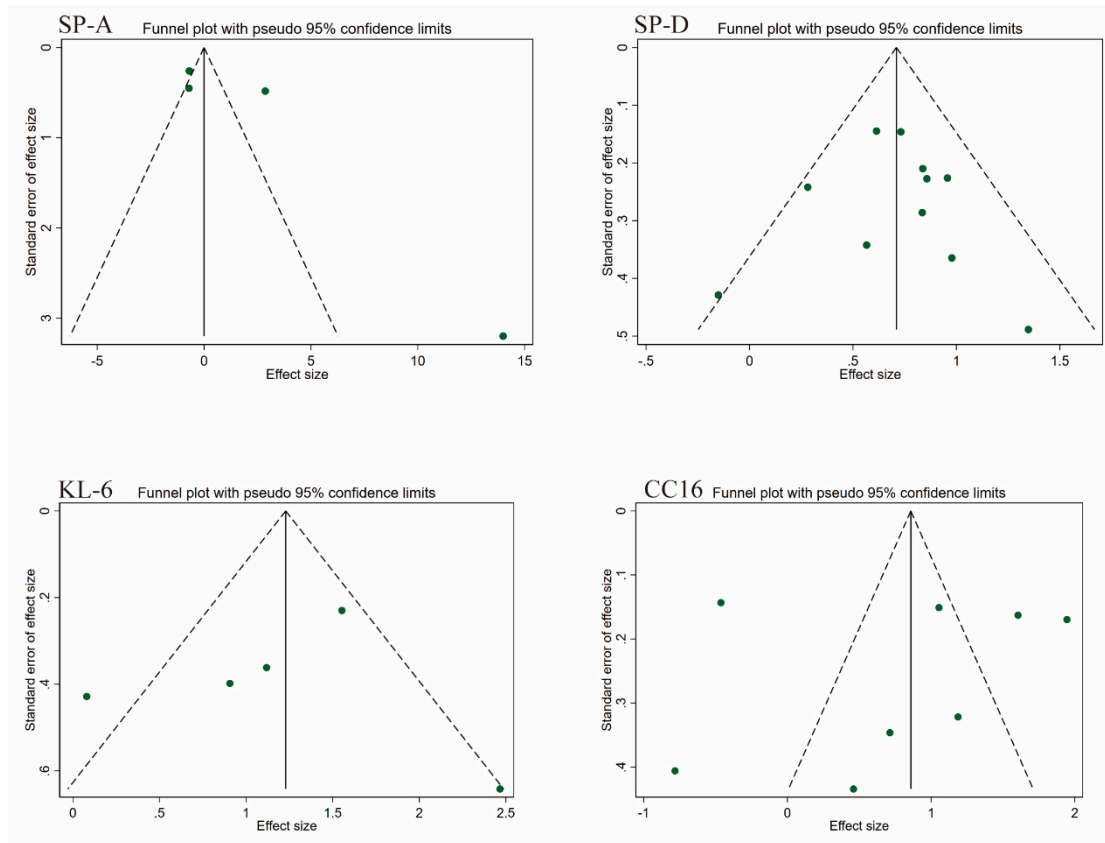 SP-A Funnel plot with pseudo 95% confidence limits
Standard error of effect size
0
1
2
3
-5 0 5 10 15
Effect size
SP-D Funnel plot with pseudo 95% confidence limits
Standard error of effect size
0
.1
.2
.3
.4
.5
-.5 0 .5 1 1.5
Effect size
KL-6 Funnel plot with pseudo 95% confidence limits
Standard error of effect size
0
.2
.4
.6
0 .5 1 1.5 2 2.5
Effect size
CC16 Funnel plot with pseudo 95% confidence limits
Standard error of effect size
0
.1
.2
.3
.4
-1 0 1 2
Effect size